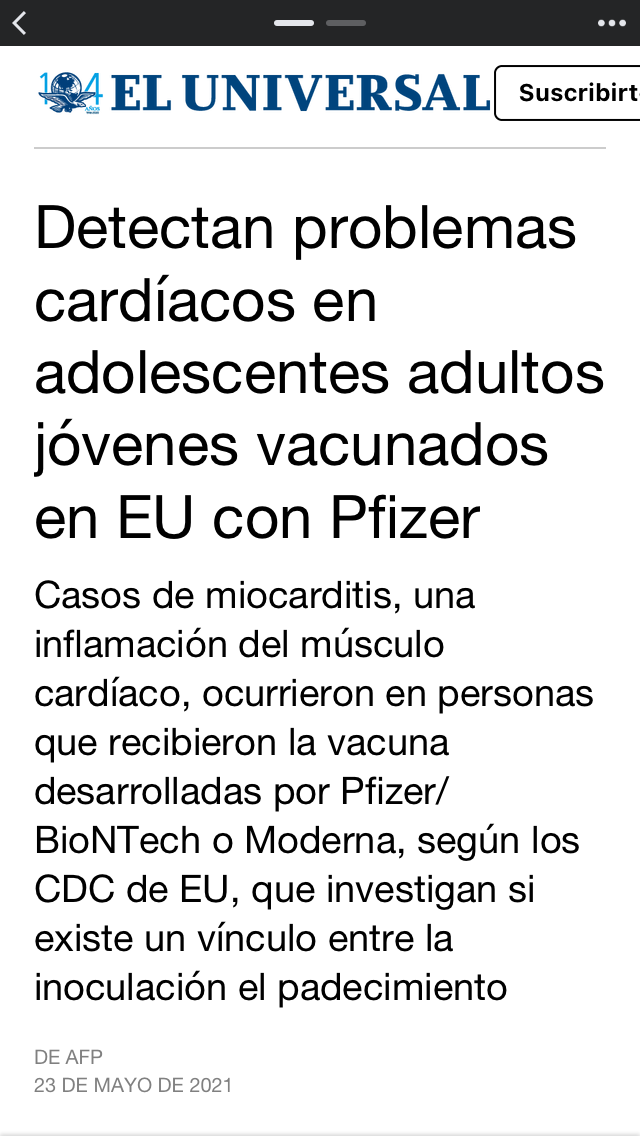 104
AÑOS
EL UNIVERSAL
Suscribirt
Detectan problemas
cardíacos en
adolescentes adultos
jóvenes vacunados
en EU con Pfizer
Casos de miocarditis, una
inflamación del músculo
cardíaco, ocurrieron en personas
que recibieron la vacuna
desarrolladas por Pfizer/
BioNTech o Moderna, según los
CDC de EU, que investigan si
existe un vínculo entre la
inoculación el padecimiento
DE AFP
23 DE MAYO DE 2021